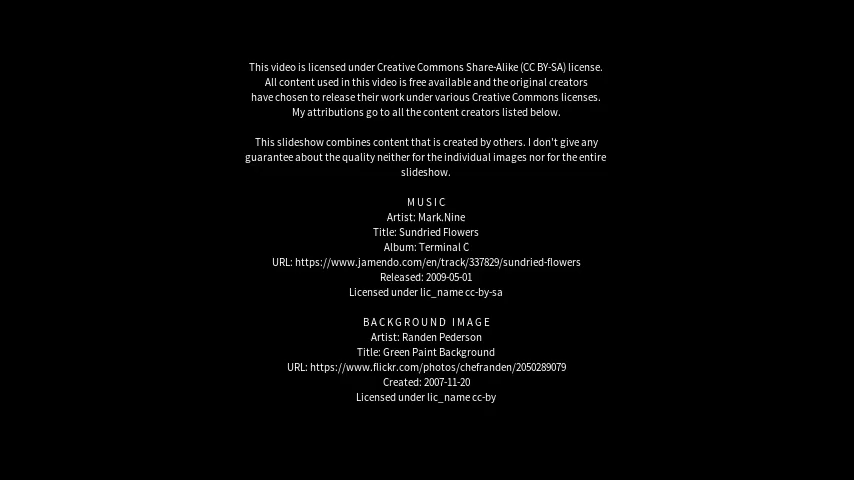 This video is licensed under Creative Commons Share-Alike (CC BY-SA) license.
All content used in this video is free available and the original creators
have chosen to release their work under various Creative Commons licenses.
My attributions go to all the content creators listed below.
This slideshow combines content that is created by others. I don't give any
guarantee about the quality neither for the individual images nor for the entire
slideshow.
MUSIC
Artist: Mark.Nine
Title: Sundried Flowers
Album: Terminal C
URL: https://www.jamendo.com/en/track/337829/sundried-flowers
Released: 2009-05-01
Licensed under lic_name cc-by-sa
BACKGROUND IMAGE
Artist: Randen Pederson
Title: Green Paint Background
URL: https://www.flickr.com/photos/chefranden/2050289079
Created: 2007-11-20
Licensed under lic_name cc-by